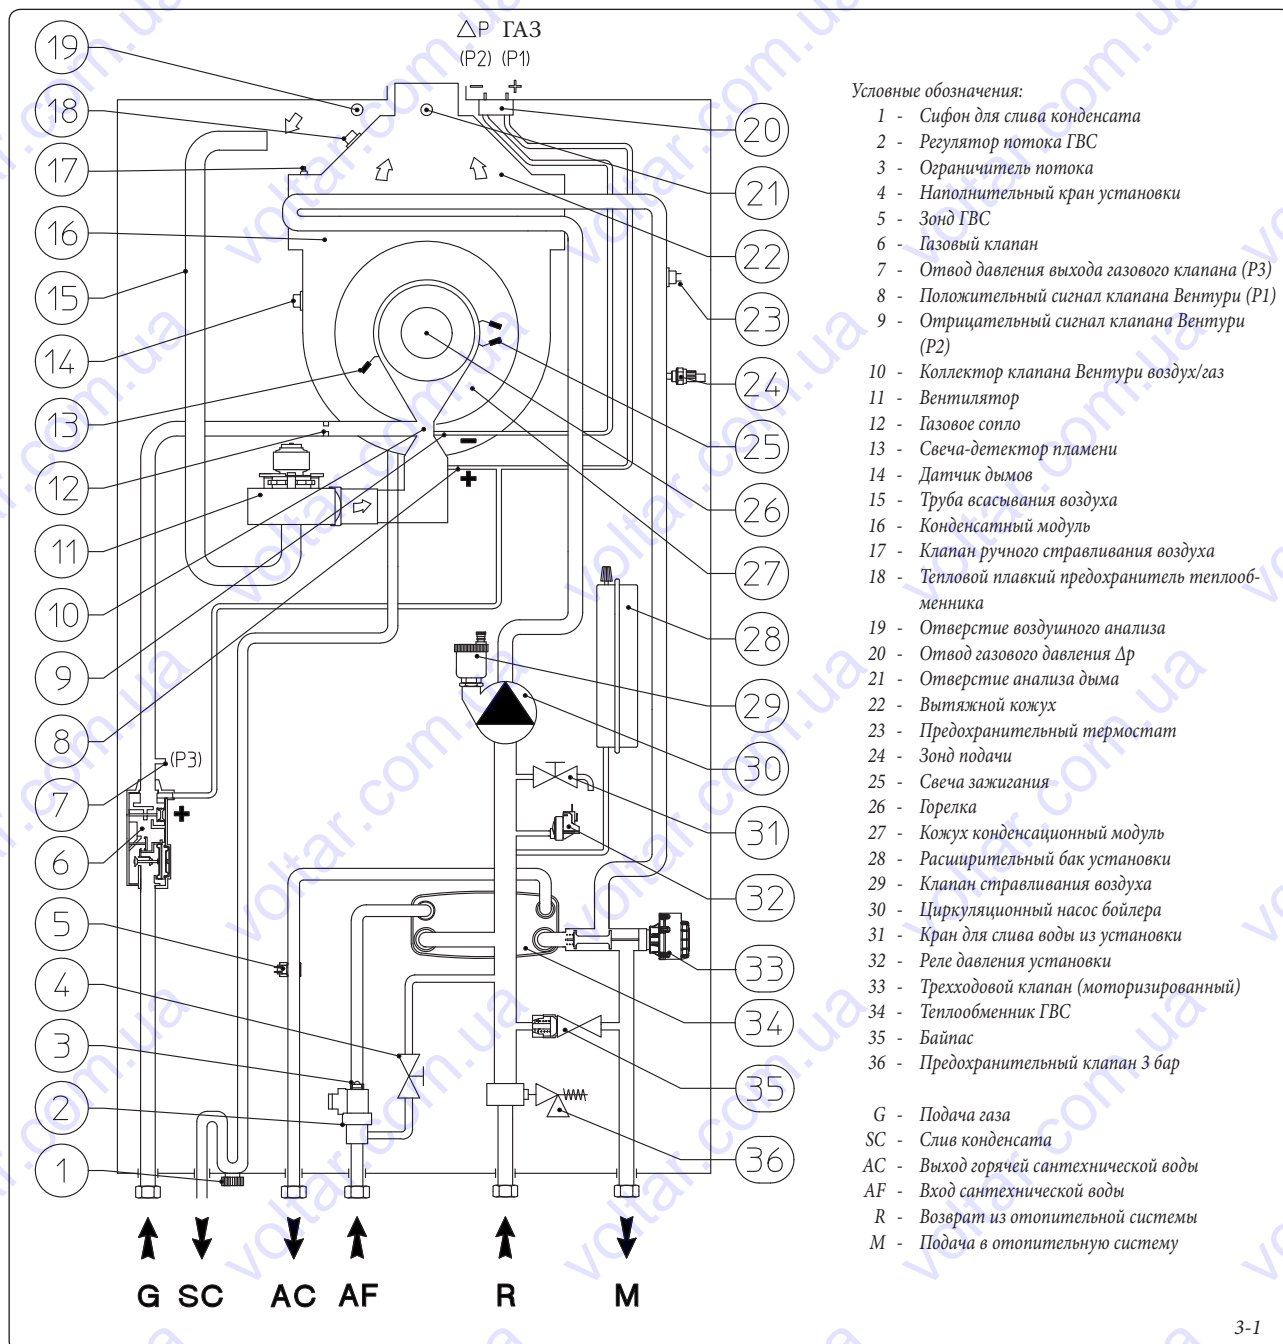 △P ГАЗ
(P2) (P1)
− +
19
18
17
16
15
14
13
12
11
10
9
8
7
6
5
4
3
2
1
20
21
22
23
24
25
26
27
28
29
30
31
32
33
34
35
36
−
+
(P3)
+
G SC AC AF R M
Условные обозначения:
1 - Сифон для слива конденсата
2 - Регулятор потока ГВС
3 - Ограничитель потока
4 - Наполнительный кран установки
5 - Зонд ГВС
6 - Газовый клапан
7 - Отвод давления выхода газового клапана (P3)
8 - Положительный сигнал клапана Вентури (P1)
9 - Отрицательный сигнал клапана Вентури
(P2)
10 - Коллектор клапана Вентури воздух/газ
11 - Вентилятор
12 - Газовое сопло
13 - Свеча-детектор пламени
14 - Датчик дымов
15 - Труба всасывания воздуха
16 - Конденсатный модуль
17 - Клапан ручного стравливания воздуха
18 - Тепловой плавкий предохранитель теплооб-
менника
19 - Отверстие воздушного анализа
20 - Отвод газового давления Δp
21 - Отверстие анализа дыма
22 - Вытяжной кожух
23 - Предохранительный термостат
24 - Зонд подачи
25 - Свеча зажигания
26 - Горелка
27 - Кожух конденсационный модуль
28 - Расширительный бак установки
29 - Клапан стравливания воздуха
30 - Циркуляционный насос бойлера
31 - Кран для слива воды из установки
32 - Реле давления установки
33 - Трехходовой клапан (моторизированный)
34 - Теплообменник ГВС
35 - Байпас
36 - Предохранительный клапан 3 бар
G - Подача газа
SC - Слив конденсата
AC - Выход горячей сантехнической воды
AF - Вход сантехнической воды
R - Возврат из отопительной системы
M - Подача в отопительную систему
3-1
voltar.com.ua